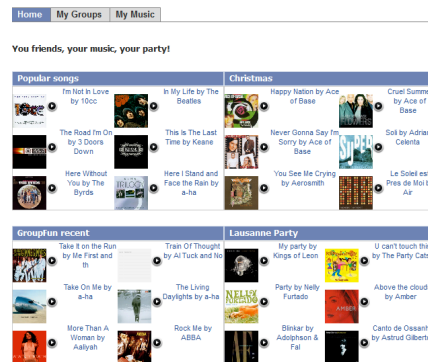 Home My Groups My Music
You friends, your music, your party!
Popular songs
I'm Not In Love
by 10cc
In My Life by The
Beatles
The Road I'm On
by 3 Doors
Down
This Is The Last
Time by Keane
Here Without
You by The
Byrds
Here I Stand and
Face the Rain by
a-ha
Christmas
Happy Nation by Ace
of Base
Cruel Summe
by Ace of
Base
Never Gonna Say I'm
Sorry by Ace of
Base
Soli by Adrian
Celenta
You See Me Crying
by Aerosmith
Le Soleil est
Pres de Moi b
Air
GroupFun recent
Take it on the Run
by Me First and
th
Train Of Thought
by Al Tuck and No
Take On Me by
a-ha
The Living
Daylights by a-ha
More Than A
Woman by
Aaliyah
Rock Me by
ABBA
Lausanne Party
My party by
Kings of Leon
U can't touch thi
by The Party Cats
Party by Nelly
Furtado
Above the cloud
by Amber
Blinkar by
Adolphson &
Fal
Canto de Ossanh
by Astrud Gilberto